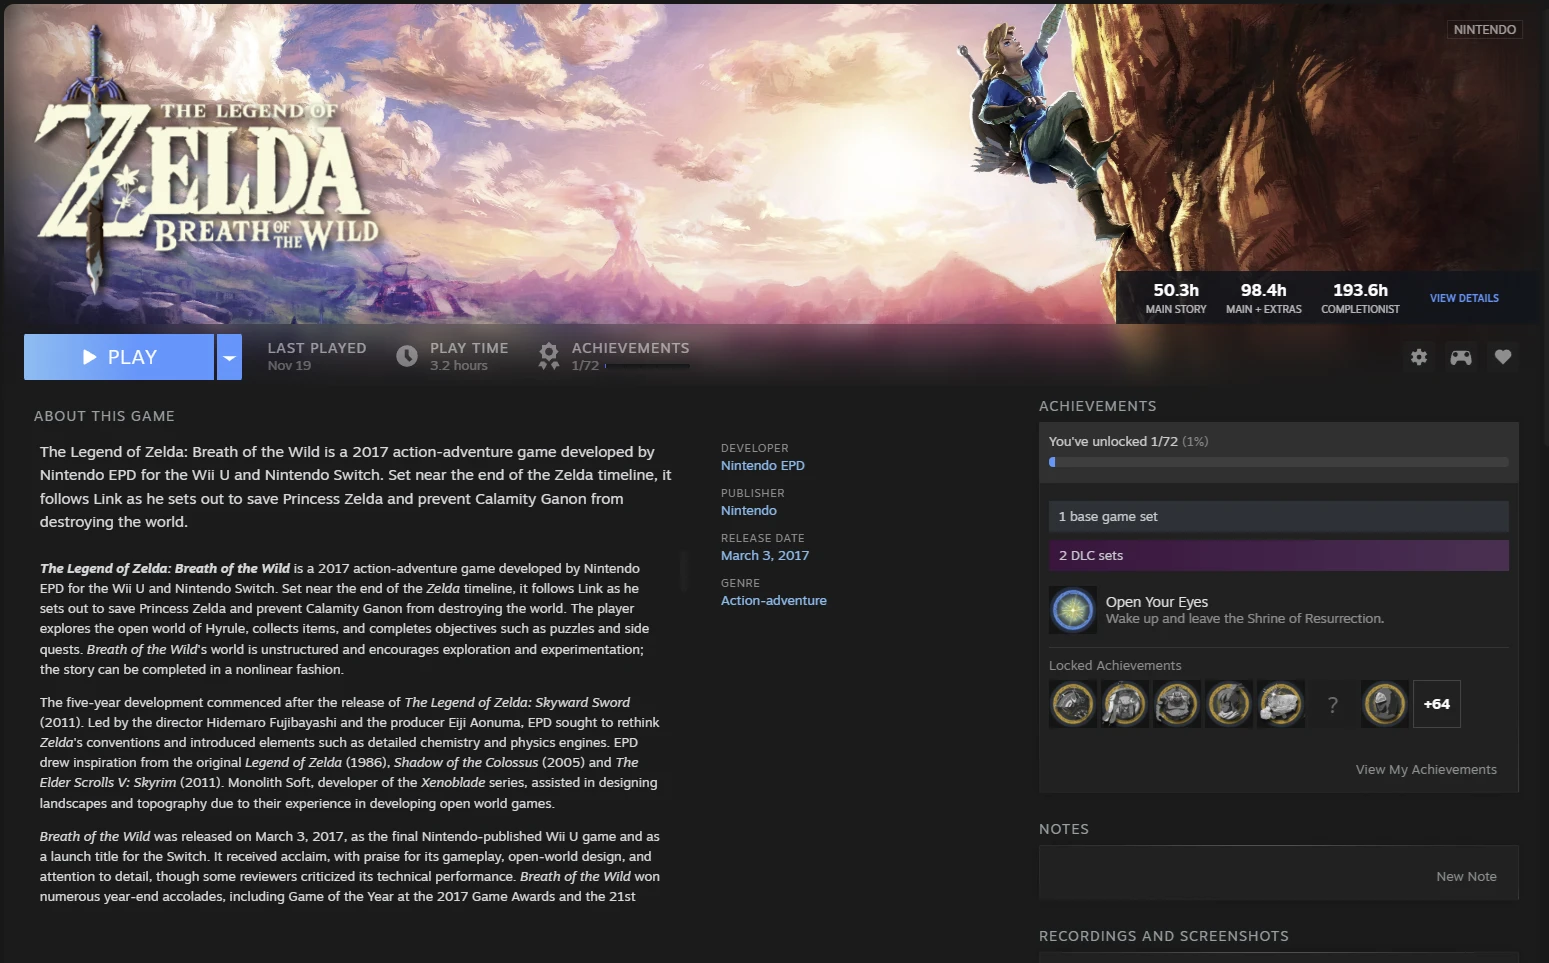 NINTENDO
THE LEGEND OF
ZELDA
BREATH OF THE WILD
50.3h
MAIN STORY
98.4h
MAIN + EXTRAS
193.6h
COMPLETIONIST
VIEW DETAILS
PLAY
LAST PLAYED
Nov 19
PLAY TIME
3.2 hours
ACHIEVEMENTS
1/72
ABOUT THIS GAME
The Legend of Zelda: Breath of the Wild is a 2017 action-adventure game developed by
Nintendo EPD for the Wii U and Nintendo Switch. Set near the end of the Zelda timeline, it
follows Link as he sets out to save Princess Zelda and prevent Calamity Ganon from
destroying the world.
The Legend of Zelda: Breath of the Wild is a 2017 action-adventure game developed by Nintendo
EPD for the Wii U and Nintendo Switch. Set near the end of the Zelda timeline, it follows Link as he
sets out to save Princess Zelda and prevent Calamity Ganon from destroying the world. The player
explores the open world of Hyrule, collects items, and completes objectives such as puzzles and side
quests. Breath of the Wild's world is unstructured and encourages exploration and experimentation;
the story can be completed in a nonlinear fashion.
The five-year development commenced after the release of The Legend of Zelda: Skyward Sword
(2011). Led by the director Hidemaro Fujibayashi and the producer Eiji Aonuma, EPD sought to rethink
Zelda's conventions and introduced elements such as detailed chemistry and physics engines. EPD
drew inspiration from the original Legend of Zelda (1986), Shadow of the Colossus (2005) and The
Elder Scrolls V: Skyrim (2011). Monolith Soft, developer of the Xenoblade series, assisted in designing
landscapes and topography due to their experience in developing open world games.
Breath of the Wild was released on March 3, 2017, as the final Nintendo-published Wii U game and as
a launch title for the Switch. It received acclaim, with praise for its gameplay, open-world design, and
attention to detail, though some reviewers criticized its technical performance. Breath of the Wild won
numerous year-end accolades, including Game of the Year at the 2017 Game Awards and the 21st
DEVELOPER
Nintendo EPD
PUBLISHER
Nintendo
RELEASE DATE
March 3, 2017
GENRE
Action-adventure
ACHIEVEMENTS
You've unlocked 1/72 (1%)
1 base game set
2 DLC sets
Open Your Eyes
Wake up and leave the Shrine of Resurrection.
Locked Achievements
?
+64
View My Achievements
NOTES
New Note
RECORDINGS AND SCREENSHOTS